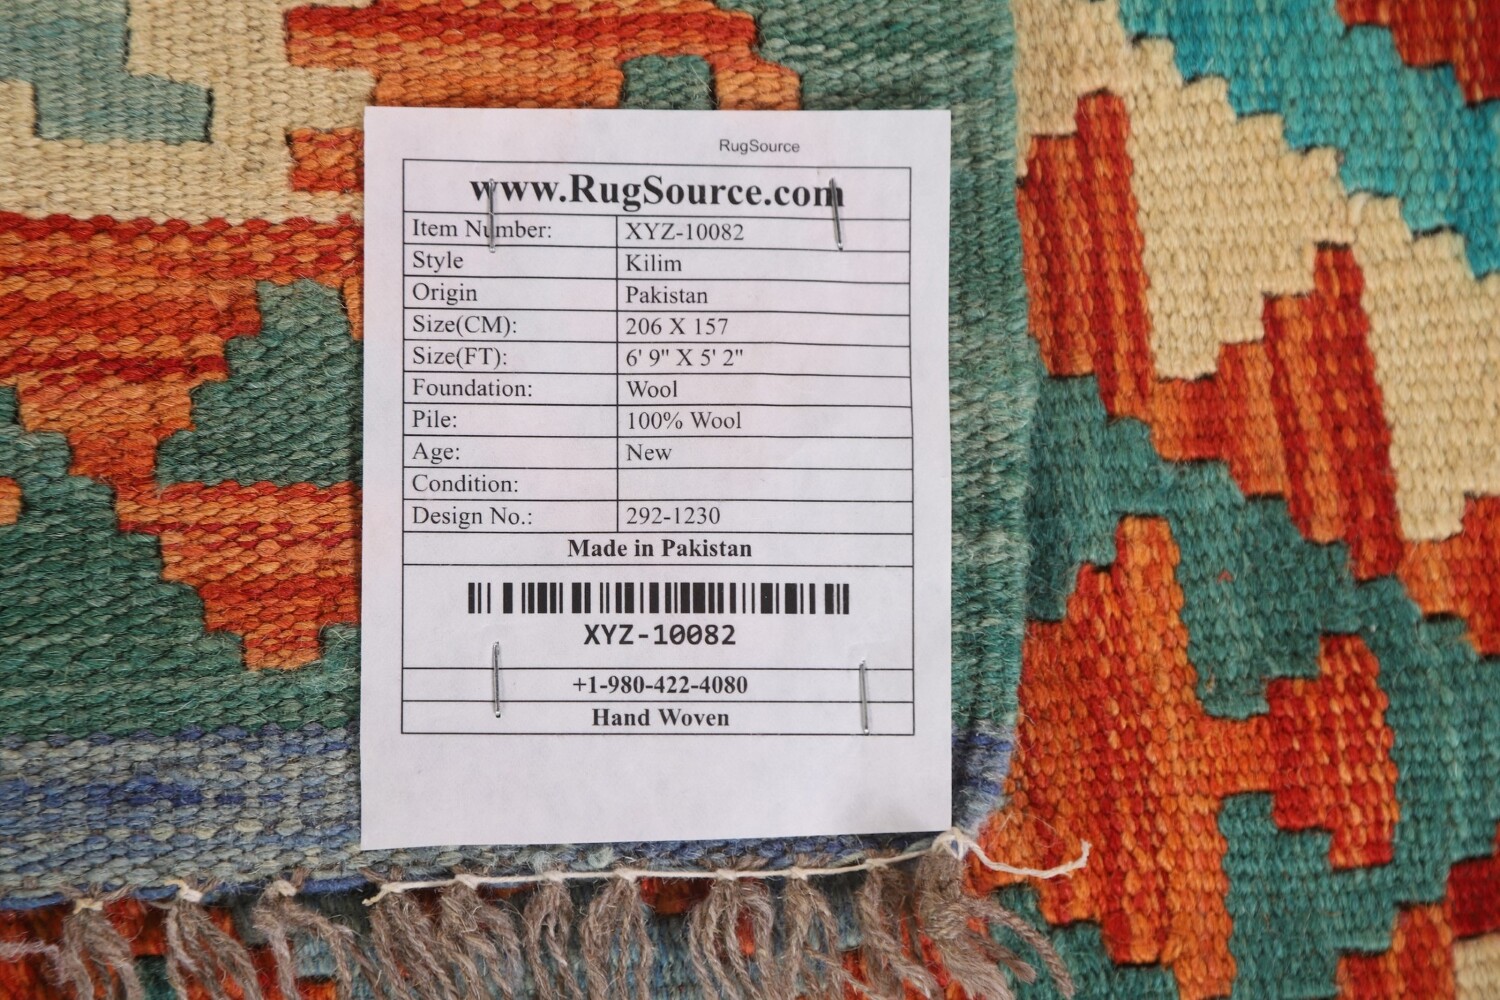 RugSource
www.RugSource.com
Item Number: XYZ-10082
Style Kilim
Origin Pakistan
Size(CM): 206 X 157
Size(FT): 6' 9" X 5' 2"
Foundation: Wool
Pile: 100% Wool
Age: New
Condition:
Design No.: 292-1230
Made in Pakistan
XYZ-10082
+1-980-422-4080
Hand Woven